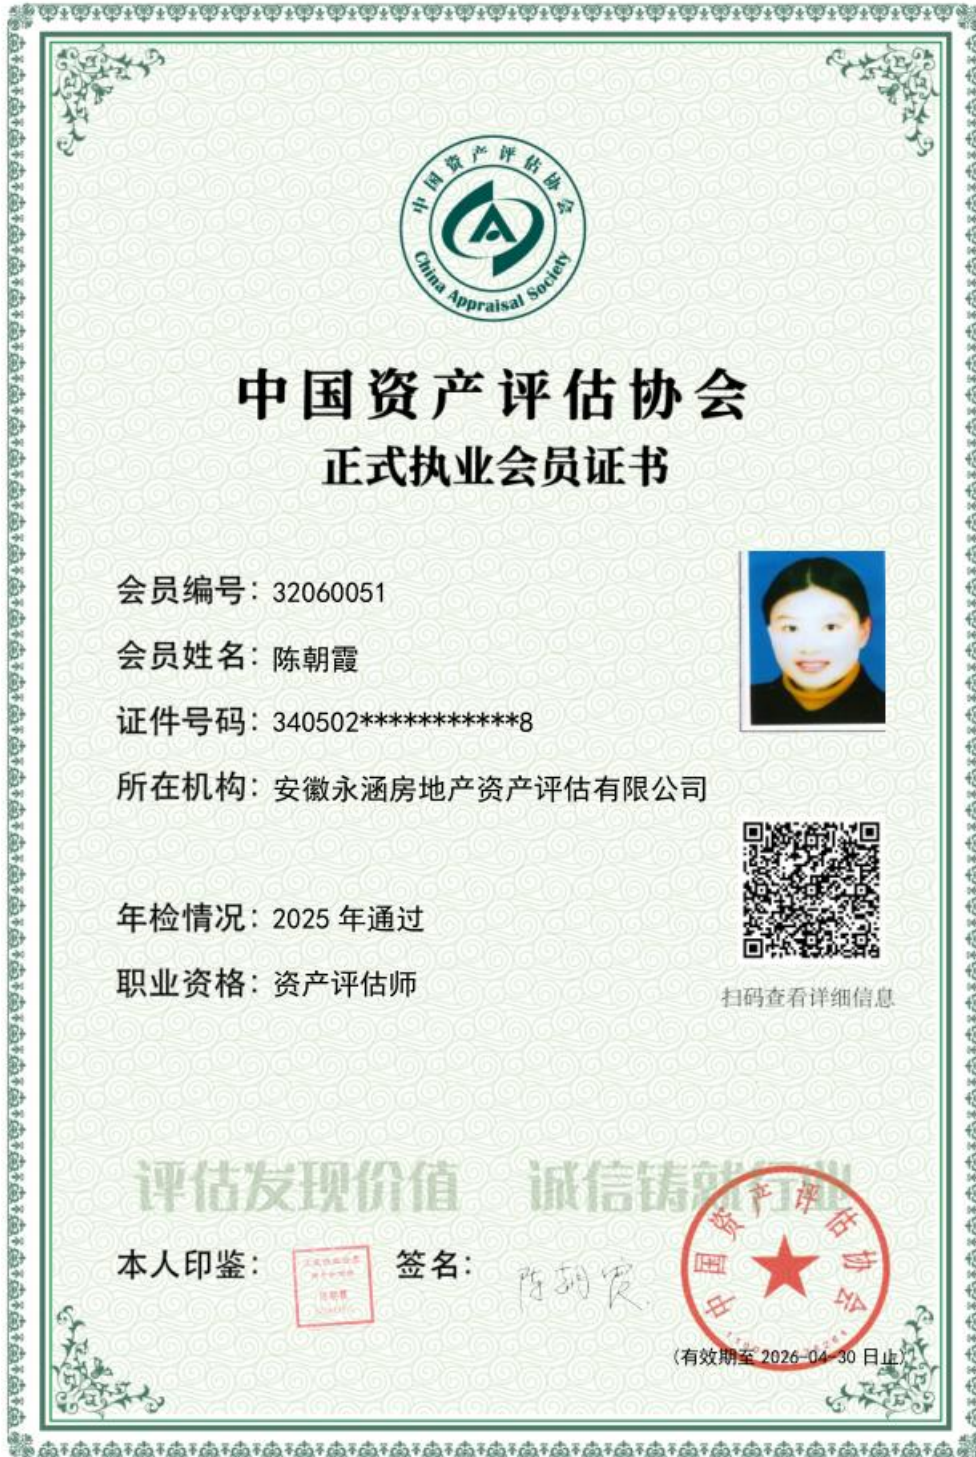 中国资产评估协会
China Appraisal Society
中国资产评估协会
正式执业会员证书
会员编号：32060051
会员姓名：陈朝霞
证件号码：340502***********8
所在机构：安徽永涵房地产资产评估有限公司
年检情况：2025 年通过
职业资格：资产评估师
扫码查看详细信息
评估发现价值 诚信铸就行业
本人印鉴：
签名：陈朝霞
中国资产评估协会
(有效期至 2026-04-30 日止)